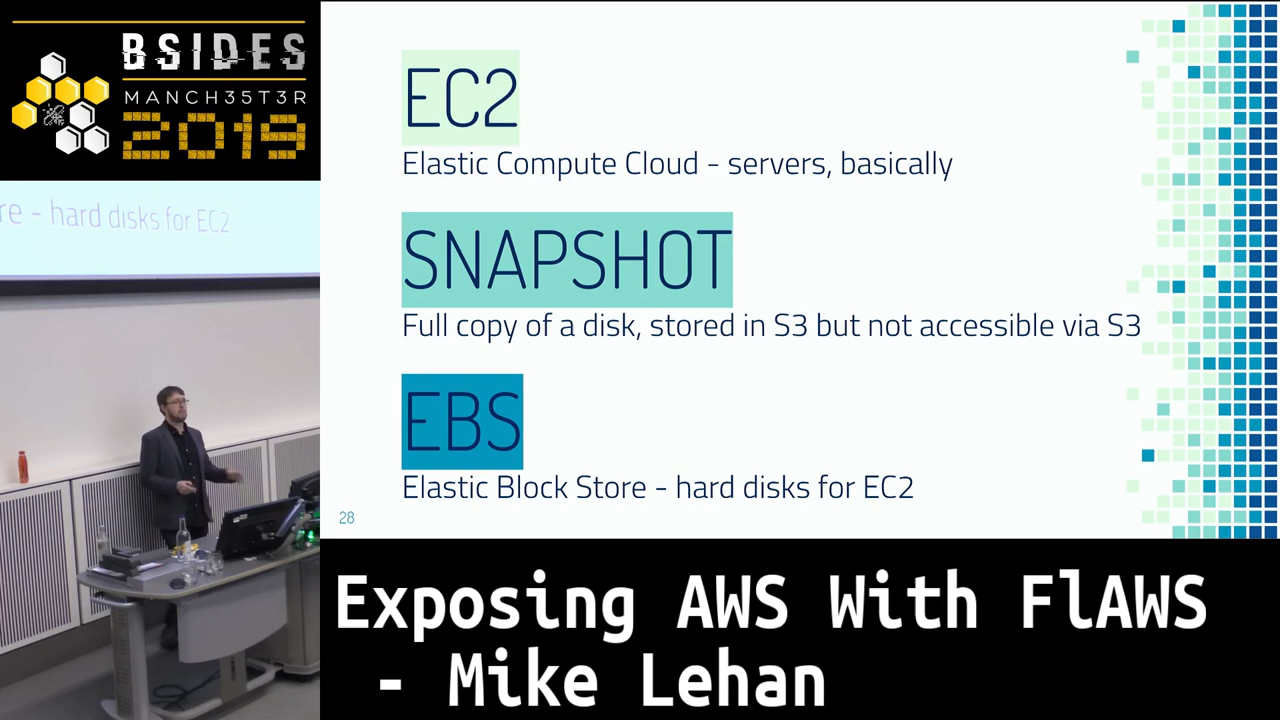 BSIDES
MANCH35T3R
2019
re - hard disks for EC2
EC2
Elastic Compute Cloud - servers, basically
SNAPSHOT
Full copy of a disk, stored in S3 but not accessible via S3
EBS
Elastic Block Store - hard disks for EC2
28
Exposing AWS With FlAWS
- Mike Lehan